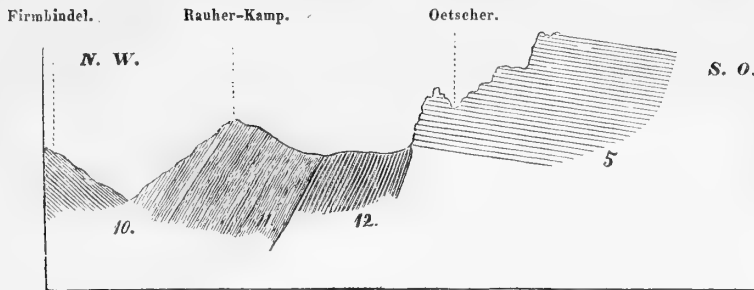 Firmbindel. Rauher-Kamp. Oetscher.
N. W.
S. O.
5
10. 11. 12.